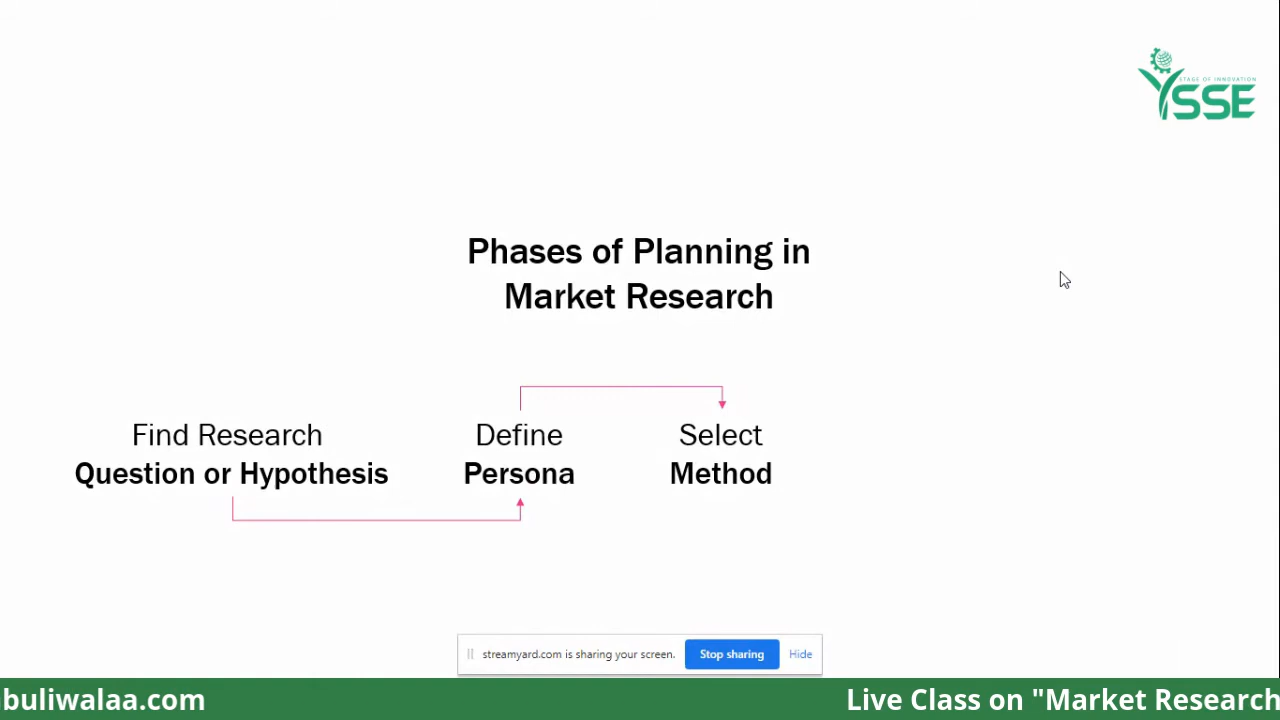 STAGE OF INNOVATION
YSSE
Phases of Planning in
Market Research
Find Research
Question or Hypothesis
Define
Persona
Select
Method
streamyard.com is sharing your screen.
Stop sharing
Hide
buliwalaa.com
Live Class on "Market Research